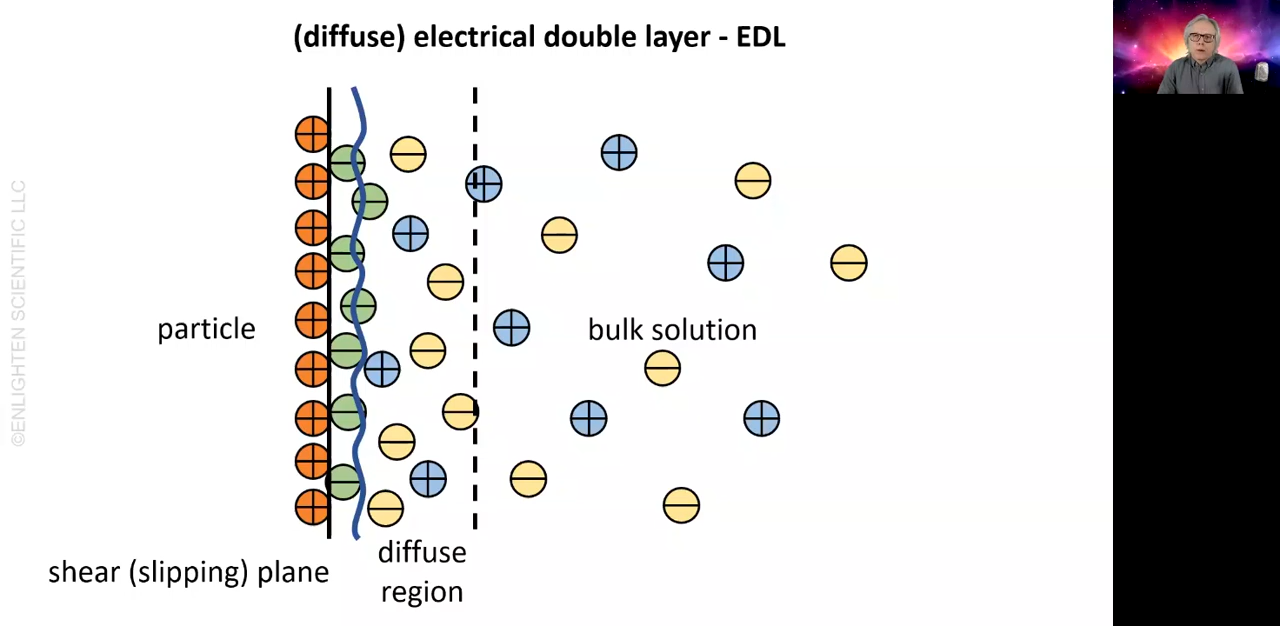 (diffuse) electrical double layer - EDL
©ENLIGHTEN SCIENTIFIC LLC
particle
bulk solution
shear (slipping) plane
diffuse
region